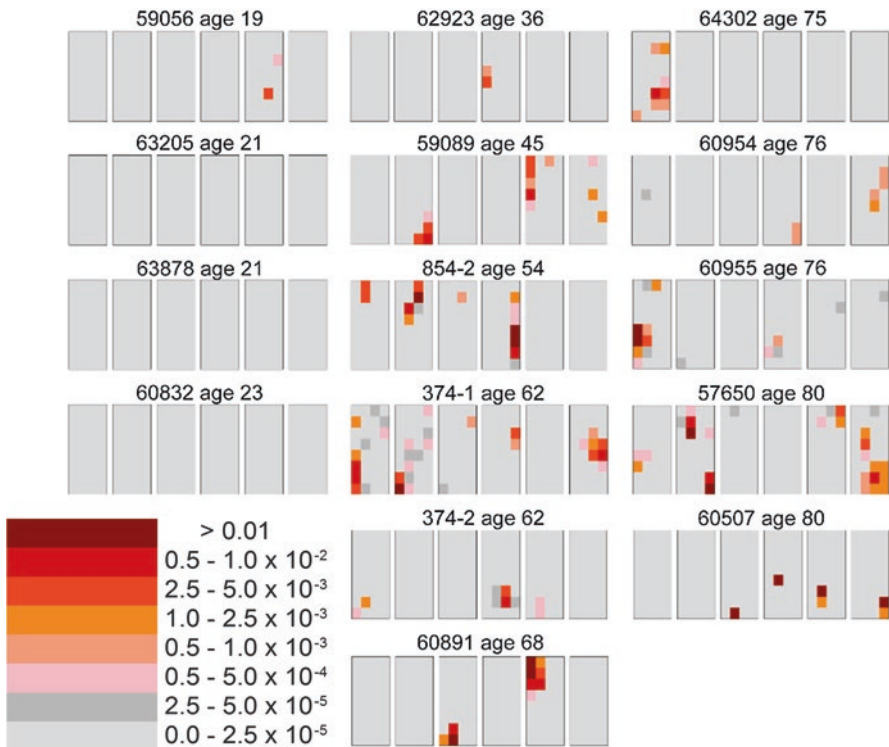 59056 age 19
62923 age 36
64302 age 75
63205 age 21
59089 age 45
60954 age 76
63878 age 21
854-2 age 54
60955 age 76
60832 age 23
374-1 age 62
57650 age 80
374-2 age 62
60507 age 80
60891 age 68
> 0.01
0.5 - 1.0 x 10⁻²
2.5 - 5.0 x 10⁻³
1.0 - 2.5 x 10⁻³
0.5 - 1.0 x 10⁻³
0.5 - 5.0 x 10⁻⁴
2.5 - 5.0 x 10⁻⁵
0.0 - 2.5 x 10⁻⁵